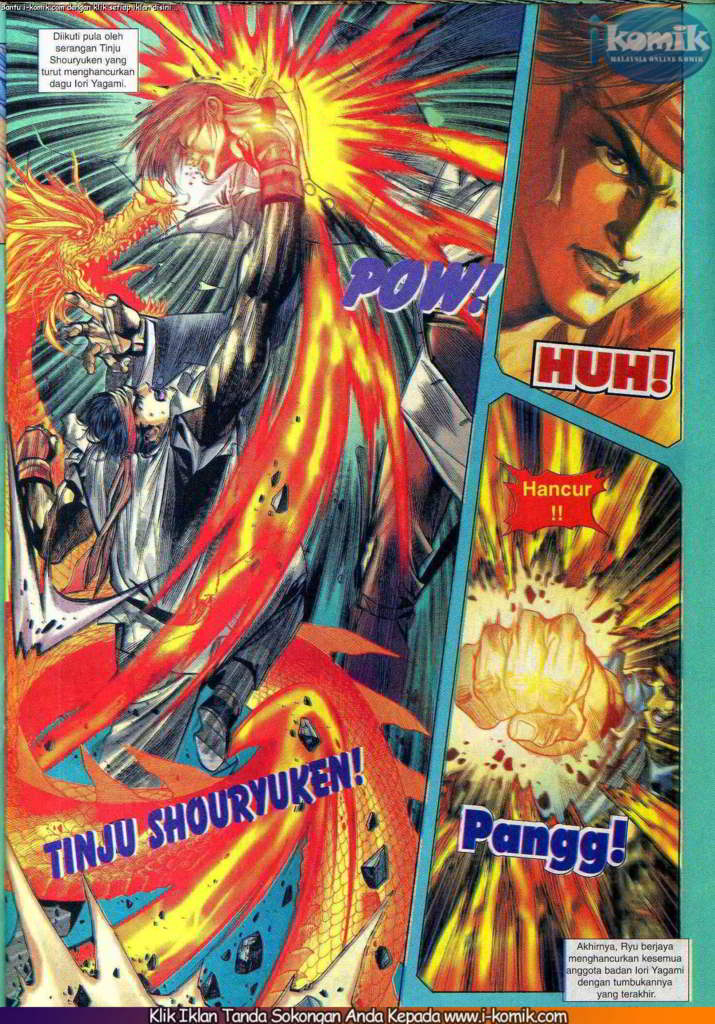 Bantu i-komik.com dengan klik setiap iklan disini...
Diikuti pula oleh
serangan Tinju
Shouryuken yang
turut menghancurkan
dagu Iori Yagami.
ikomik
MALAYSIA ONLINE KOMIK
POW!
HUH!
Hancur
!!
TINJU SHOURYUKEN!
Pangg!
Akhirnya, Ryu berjaya
menghancurkan kesemua
anggota badan Iori Yagami
dengan tumbukannya
yang terakhir.
Klik Iklan Tanda Sokongan Anda Kepada www.i-komik.com